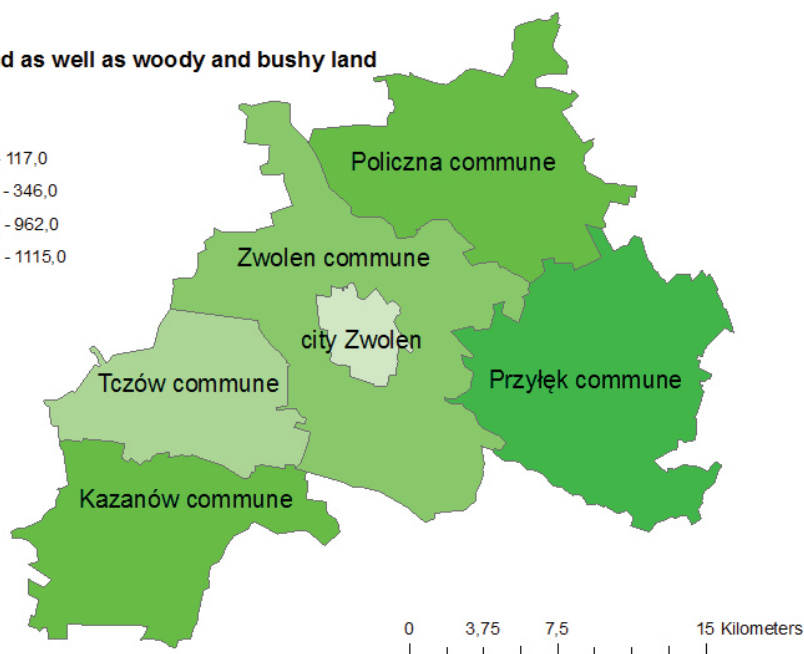 d as well as woody and bushy land
117,0
- 346,0
- 962,0
- 1115,0
Policzna commune
Zwolen commune
city Zwolen
Tczów commune
Przyłęk commune
Kazanów commune
0 3,75 7,5 15 Kilometers